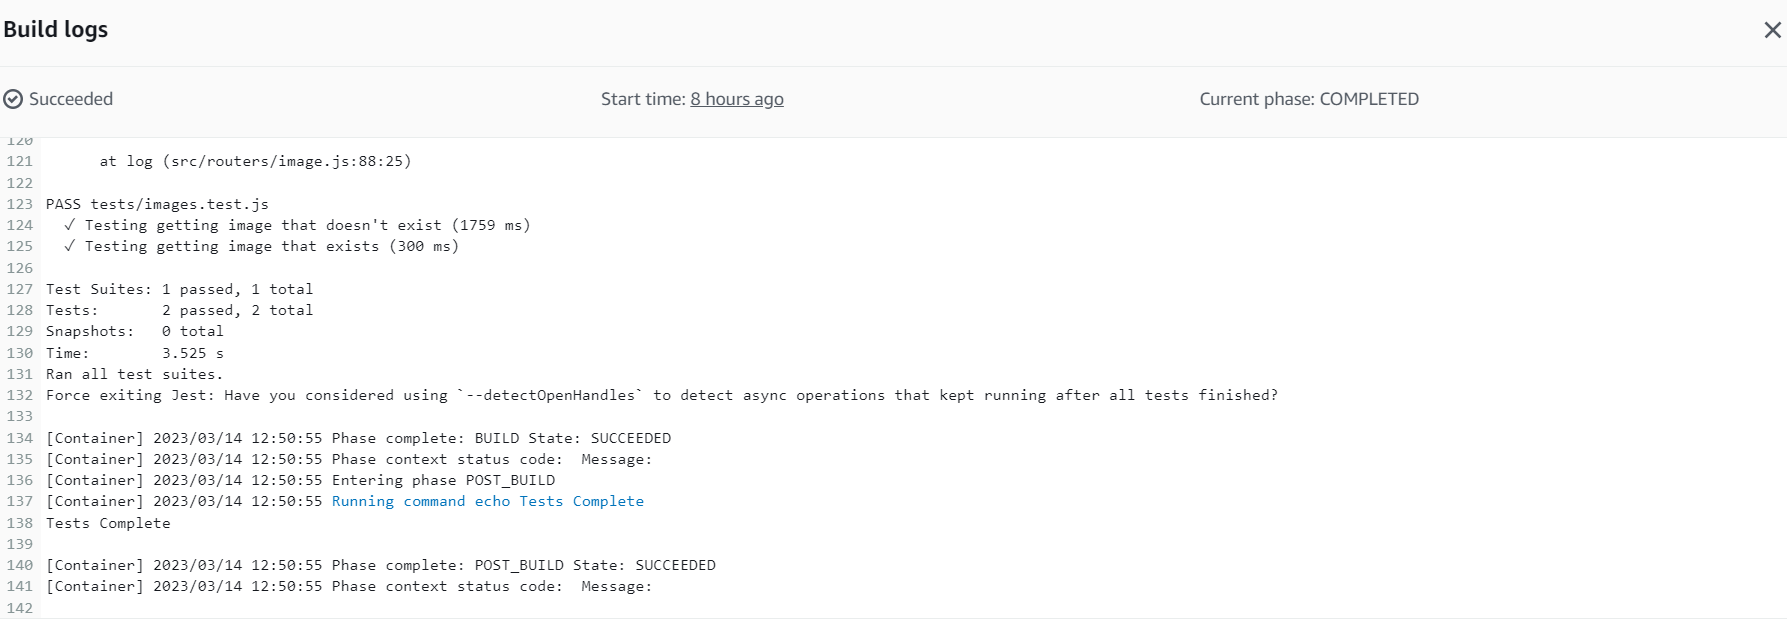 Build logs
Succeeded
Start time: 8 hours ago
Current phase: COMPLETED
120
121       at log (src/routers/image.js:88:25)
122
123 PASS tests/images.test.js
124   ✓ Testing getting image that doesn't exist (1759 ms)
125   ✓ Testing getting image that exists (300 ms)
126
127 Test Suites: 1 passed, 1 total
128 Tests:       2 passed, 2 total
129 Snapshots:   0 total
130 Time:        3.525 s
131 Ran all test suites.
132 Force exiting Jest: Have you considered using `--detectOpenHandles` to detect async operations that kept running after all tests finished?
133
134 [Container] 2023/03/14 12:50:55 Phase complete: BUILD State: SUCCEEDED
135 [Container] 2023/03/14 12:50:55 Phase context status code:  Message:
136 [Container] 2023/03/14 12:50:55 Entering phase POST_BUILD
137 [Container] 2023/03/14 12:50:55 Running command echo Tests Complete
138 Tests Complete
139
140 [Container] 2023/03/14 12:50:55 Phase complete: POST_BUILD State: SUCCEEDED
141 [Container] 2023/03/14 12:50:55 Phase context status code:  Message:
142